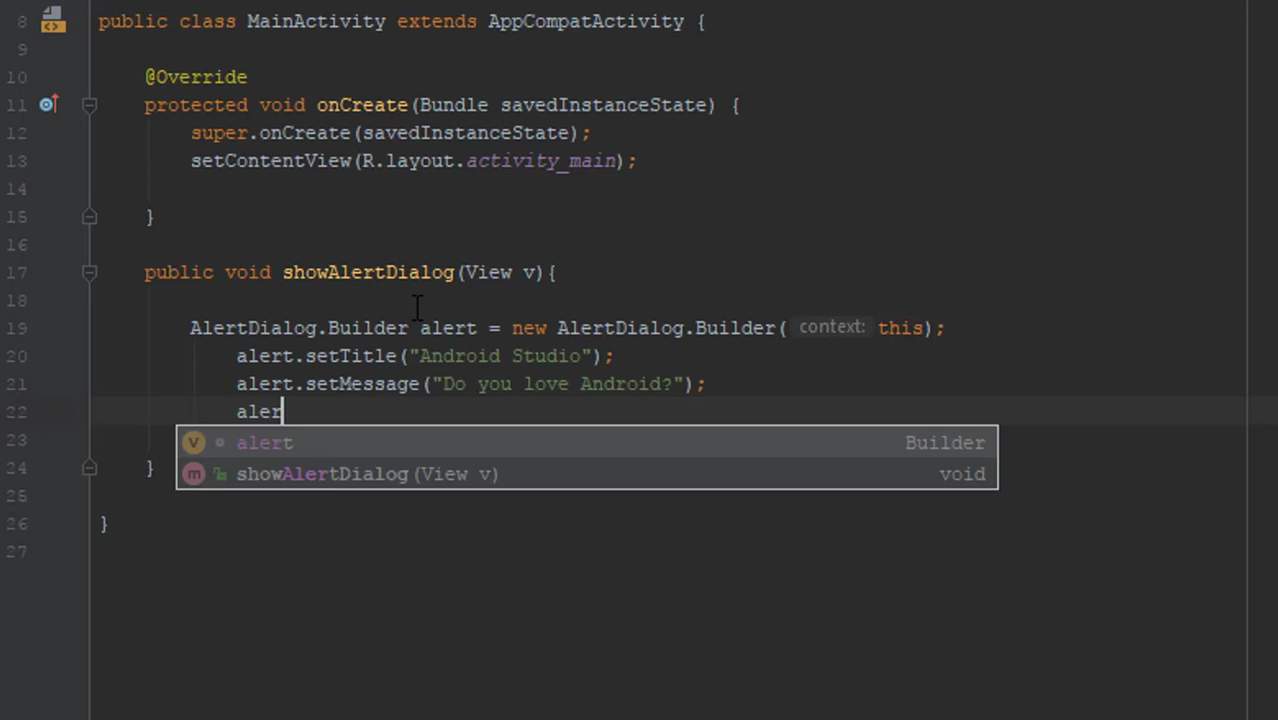 8 public class MainActivity extends AppCompatActivity {
9
10 @Override
11 protected void onCreate(Bundle savedInstanceState) {
12 super.onCreate(savedInstanceState);
13 setContentView(R.layout.activity_main);
14
15 }
16
17 public void showAlertDialog(View v){
18
19 AlertDialog.Builder alert = new AlertDialog.Builder( context: this);
20 alert.setTitle("Android Studio");
21 alert.setMessage("Do you love Android?");
22 aler
23 V alert Builder
24 } m showAlertDialog(View v) void
25
26 }
27